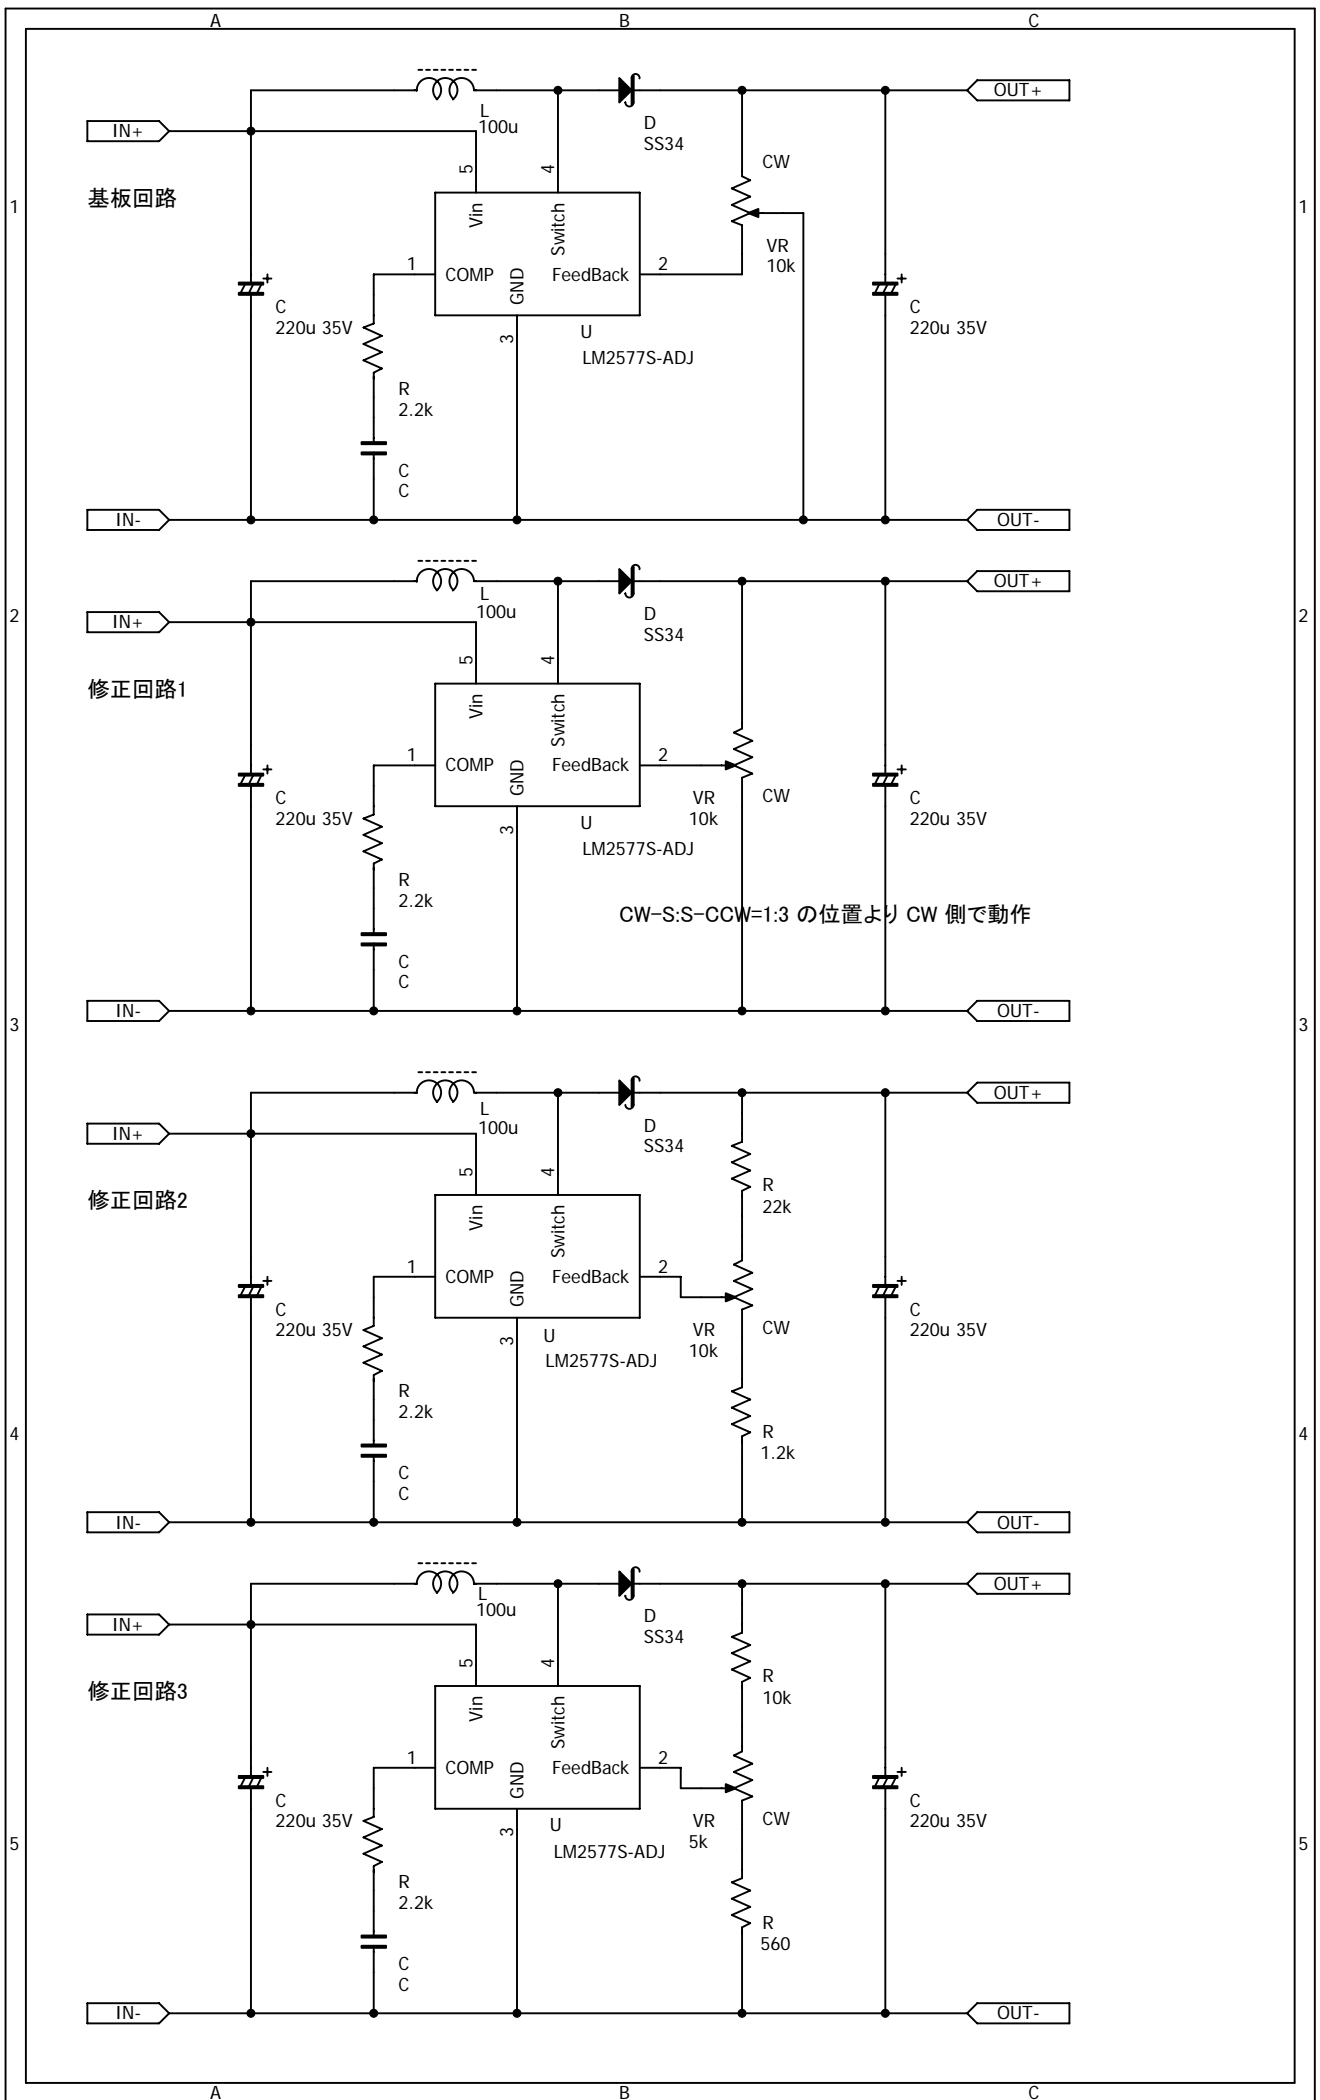 A B C
L
100u
D
SS34
OUT+
IN+
CW
基板回路
1 1
5
4
Vin
Switch
VR
10k
1
COMP
GND
FeedBack
2
C
220u 35V
3
U
LM2577S-ADJ
C
220u 35V
R
2.2k
C
C
IN-
OUT-
L
100u
D
SS34
OUT+
2 2
IN+
修正回路1
5
4
Vin
Switch
1
COMP
GND
FeedBack
2
VR
10k
CW
C
220u 35V
3
U
LM2577S-ADJ
C
220u 35V
R
2.2k
CW-S:S-CCW=1:3 の位置より CW 側で動作
C
C
IN-
OUT-
3 3
L
100u
D
SS34
OUT+
IN+
修正回路2
5
4
Vin
Switch
R
22k
1
COMP
GND
FeedBack
2
C
220u 35V
3
U
LM2577S-ADJ
VR
10k
CW
C
220u 35V
R
2.2k
R
1.2k
4 4
C
C
IN-
OUT-
L
100u
D
SS34
OUT+
IN+
修正回路3
5
4
Vin
Switch
R
10k
1
COMP
GND
FeedBack
2
C
220u 35V
3
U
LM2577S-ADJ
VR
5k
CW
C
220u 35V
5 5
R
2.2k
R
560
C
C
IN-
OUT-
A B C